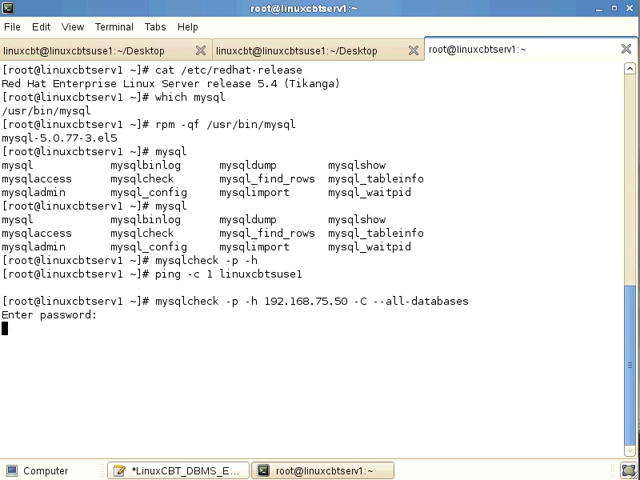 root@linuxcbtserv1:~
File Edit View Terminal Tabs Help
linuxcbt@linuxcbtsuse1:~/Desktop linuxcbt@linuxcbtsuse1:~/Desktop root@linuxcbtserv1:~
[root@linuxcbtserv1 ~]# cat /etc/redhat-release
Red Hat Enterprise Linux Server release 5.4 (Tikanga)
[root@linuxcbtserv1 ~]# which mysql
/usr/bin/mysql
[root@linuxcbtserv1 ~]# rpm -qf /usr/bin/mysql
mysql-5.0.77-3.el5
[root@linuxcbtserv1 ~]# mysql
mysql mysqlbinlog mysqldump mysqlshow
mysqlaccess mysqlcheck mysql_find_rows mysql_tableinfo
mysqladmin mysql_config mysqlimport mysql_waitpid
[root@linuxcbtserv1 ~]# mysql
mysql mysqlbinlog mysqldump mysqlshow
mysqlaccess mysqlcheck mysql_find_rows mysql_tableinfo
mysqladmin mysql_config mysqlimport mysql_waitpid
[root@linuxcbtserv1 ~]# mysqlcheck -p -h
[root@linuxcbtserv1 ~]# ping -c 1 linuxcbtsuse1
[root@linuxcbtserv1 ~]# mysqlcheck -p -h 192.168.75.50 -C --all-databases
Enter password:
Computer *LinuxCBT_DBMS_E... root@linuxcbtserv1:~